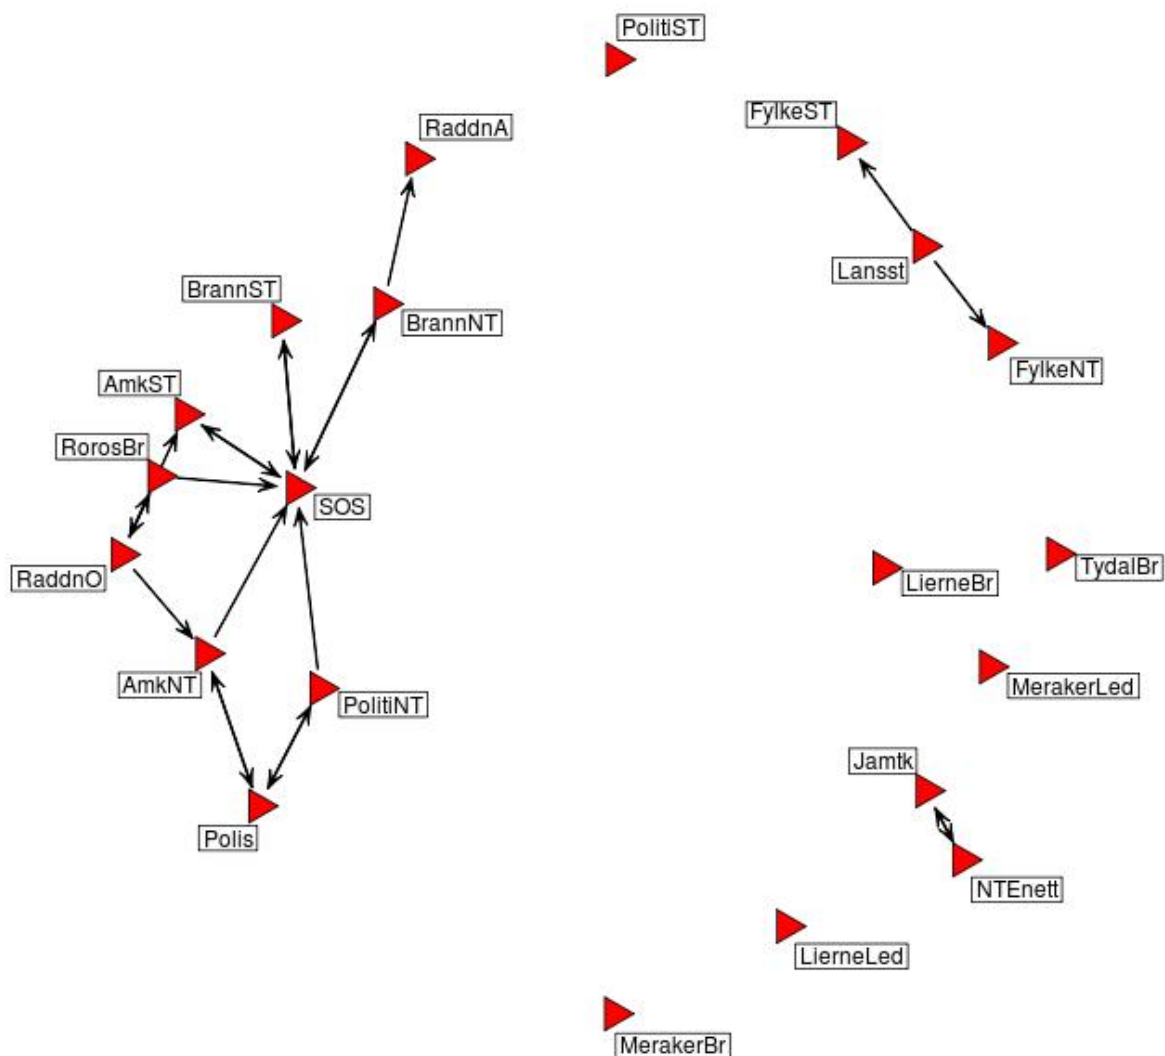 PolitiST
FylkeST
RaddnA
Lansst
BrannST
BrannNT
FylkeNT
AmkST
RorosBr
SOS
RaddnO
LierneBr
TydalBr
AmkNT
PolitiNT
MerakerLed
Jamtk
Polis
NTEnett
LierneLed
MerakerBr